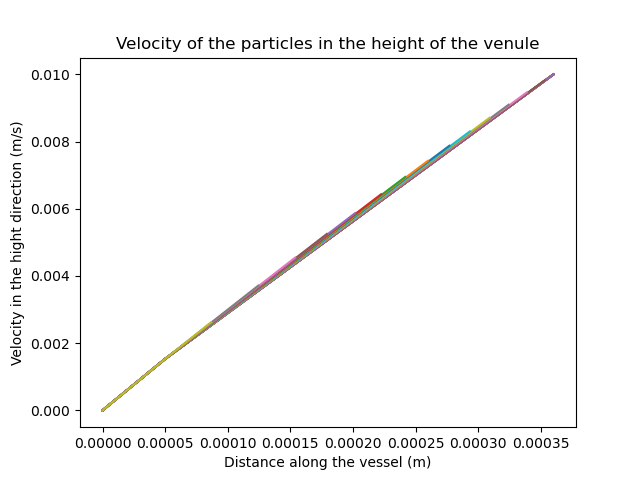 Velocity of the particles in the height of the venule
0.010
0.008
0.006
0.004
0.002
0.000
Velocity in the hight direction (m/s)
0.00000 0.00005 0.00010 0.00015 0.00020 0.00025 0.00030 0.00035
Distance along the vessel (m)